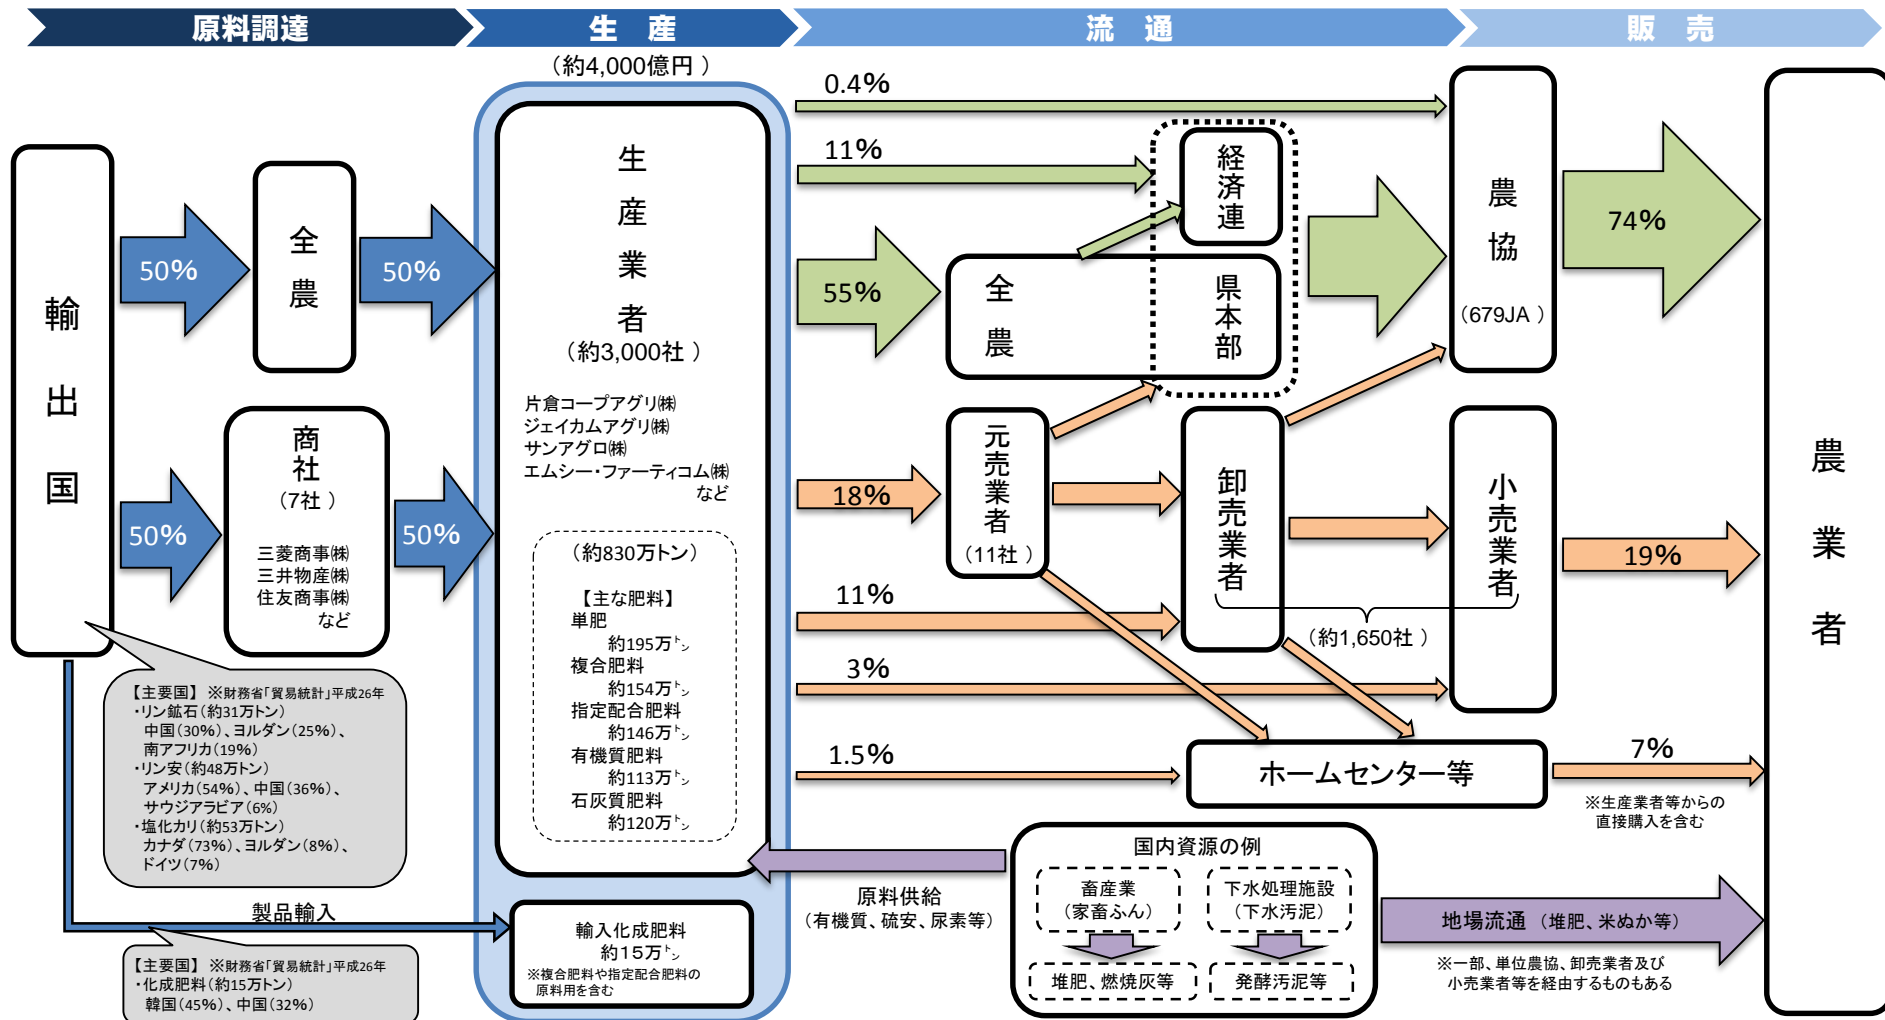 原料調達
生　産
流　通
販　売
（約4,000億円 ）
輸出国
50％
50％
全農
商社
（7社 ）
三菱商事㈱
三井物産㈱
住友商事㈱
など
50％
50％
生産業者
（約3,000社 ）
片倉コープアグリ㈱
ジェイカムアグリ㈱
サンアグロ㈱
エムシー・ファーティコム㈱
など
（約830万トン）
【主な肥料】
単肥
約195万㌧
複合肥料
約154万㌧
指定配合肥料
約146万㌧
有機質肥料
約113万㌧
石灰質肥料
約120万㌧
輸入化成肥料
約15万㌧
※複合肥料や指定配合肥料の
原料用を含む
【主要国】 ※財務省「貿易統計」平成26年
・リン鉱石（約31万トン）
中国（30％）、ヨルダン（25％）、
南アフリカ（19％）
・リン安（約48万トン）
アメリカ（54％）、中国（36％）、
サウジアラビア（6%）
・塩化カリ（約53万トン）
カナダ（73％）、ヨルダン（8％）、
ドイツ（7％）
製品輸入
【主要国】 ※財務省「貿易統計」平成26年
・化成肥料（約15万トン）
韓国（45％）、中国（32％）
0.4％
11％
55％
18％
11％
3％
1.5％
経済連
全農
県本部
元売業者
（11社 ）
卸売業者
小売業者
（約1,650社 ）
ホームセンター等
農協
（679JA ）
74％
19％
7％
※生産業者等からの
直接購入を含む
農業者
国内資源の例
畜産業
（家畜ふん）
下水処理施設
（下水汚泥）
堆肥、燃焼灰等
発酵汚泥等
原料供給
（有機質、硫安、尿素等）
地場流通 （堆肥、米ぬか等）
※一部、単位農協、卸売業者及び
小売業者等を経由するものもある